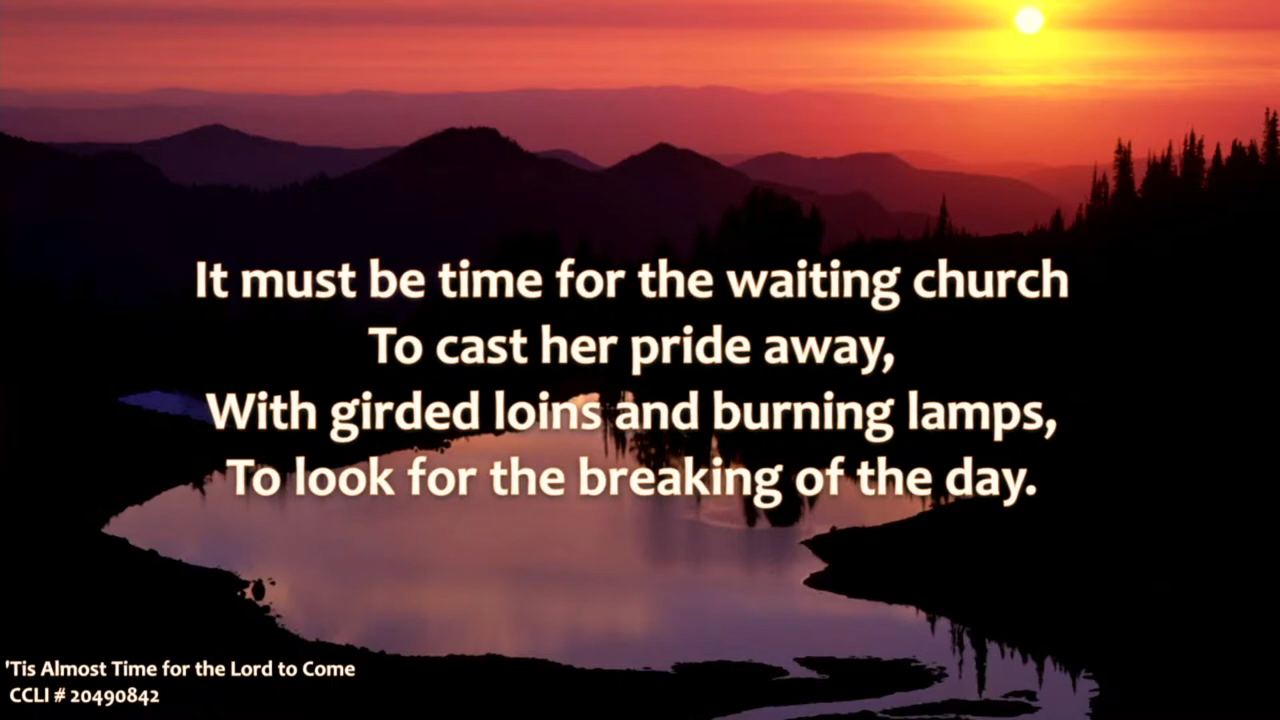 It must be time for the waiting church
To cast her pride away,
With girded loins and burning lamps,
To look for the breaking of the day.
'Tis Almost Time for the Lord to Come
CCLI # 20490842